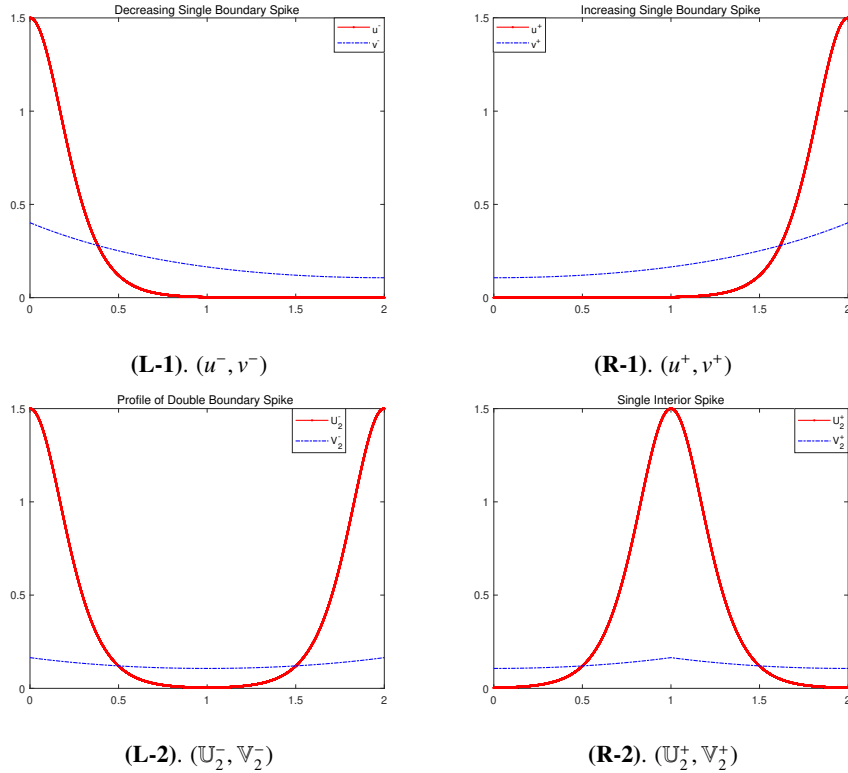 Decreasing Single Boundary Spike
1.5
1
0.5
0
0 0.5 1 1.5 2
u⁻
v⁻
Increasing Single Boundary Spike
1.5
1
0.5
0
0 0.5 1 1.5 2
u⁺
v⁺
(L-1). (u⁻, v⁻)
(R-1). (u⁺, v⁺)
Profile of Double Boundary Spike
1.5
1
0.5
0
0 0.5 1 1.5 2
U₂⁻
V₂⁻
Single Interior Spike
1.5
1
0.5
0
0 0.5 1 1.5 2
U₂⁺
V₂⁺
(L-2). (𝕌₂⁻, 𝕍₂⁻)
(R-2). (𝕌₂⁺, 𝕍₂⁺)